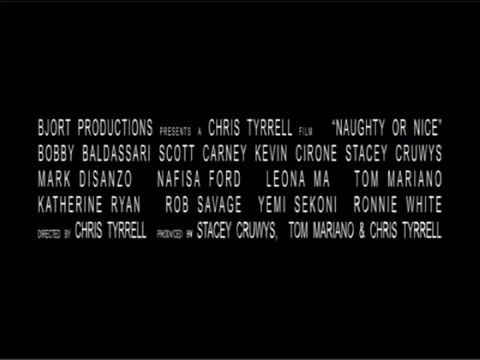 BJORT PRODUCTIONS PRESENTS A CHRIS TYRRELL FILM "NAUGHTY OR NICE"
BOBBY BALDASSARI SCOTT CARNEY KEVIN CIRONE STACEY CRUWYS
MARK DISANZO NAFISA FORD LEONA MA TOM MARIANO
KATHERINE RYAN ROB SAVAGE YEMI SEKONI RONNIE WHITE
DIRECTED BY CHRIS TYRRELL PRODUCED BY STACEY CRUWYS, TOM MARIANO & CHRIS TYRRELL